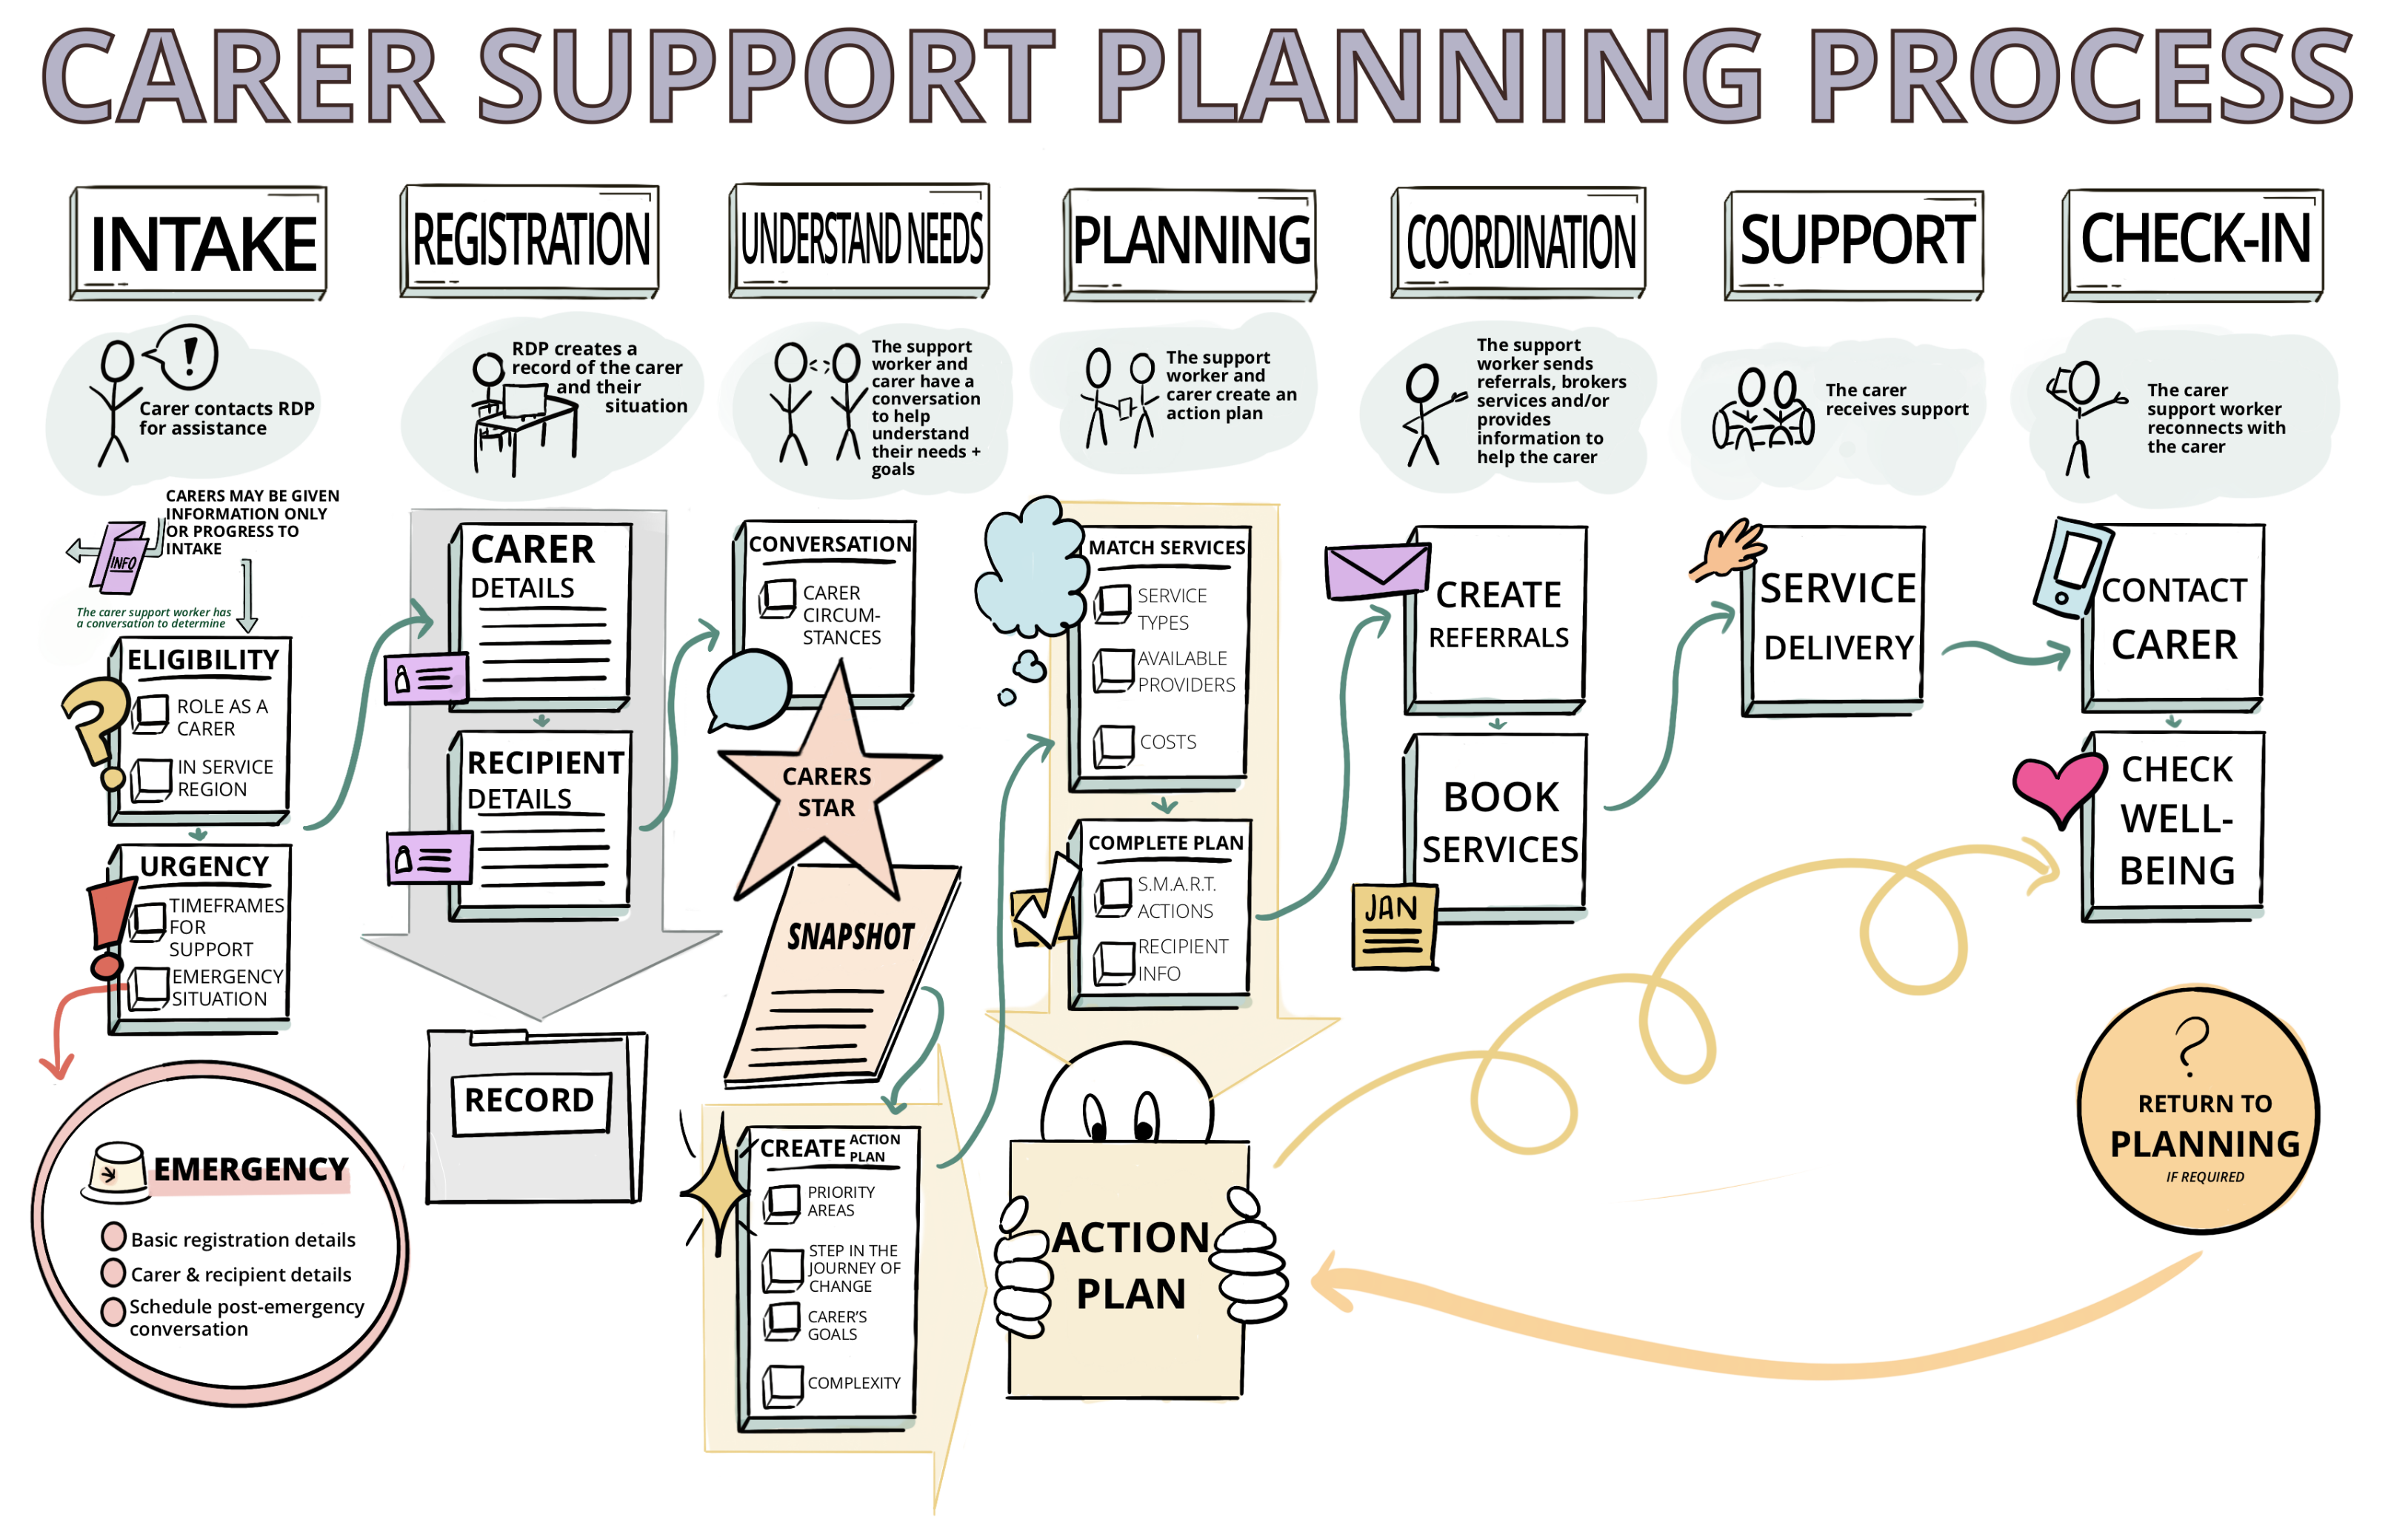 CARER SUPPORT PLANNING PROCESS
INTAKE
REGISTRATION
UNDERSTAND NEEDS
PLANNING
COORDINATION
SUPPORT
CHECK-IN
Carer contacts RDP
for assistance
RDP creates a
record of the carer
and their
situation
The support
worker and
carer have a
conversation
to help
understand
their needs +
goals
The support
worker and
carer create an
action plan
The support
worker sends
referrals, brokers
services and/or
provides
information to
help the carer
The carer
receives support
The carer
support worker
reconnects with
the carer
CARERS MAY BE GIVEN
INFORMATION ONLY
OR PROGRESS TO
INTAKE
INFO
The carer support worker has
a conversation to determine
ELIGIBILITY
ROLE AS A
CARER
IN SERVICE
REGION
URGENCY
TIMEFRAMES
FOR
SUPPORT
EMERGENCY
SITUATION
EMERGENCY
Basic registration details
Carer & recipient details
Schedule post-emergency
conversation
CARER
DETAILS
RECIPIENT
DETAILS
RECORD
CONVERSATION
CARER
CIRCUM-
STANCES
CARERS
STAR
SNAPSHOT
CREATE ACTION
PLAN
PRIORITY
AREAS
STEP IN THE
JOURNEY OF
CHANGE
CARER'S
GOALS
COMPLEXITY
MATCH SERVICES
SERVICE
TYPES
AVAILABLE
PROVIDERS
COSTS
COMPLETE PLAN
S.M.A.R.T.
ACTIONS
RECIPIENT
INFO
ACTION
PLAN
CREATE
REFERRALS
BOOK
SERVICES
JAN
SERVICE
DELIVERY
CONTACT
CARER
CHECK
WELL-
BEING
?
RETURN TO
PLANNING
IF REQUIRED